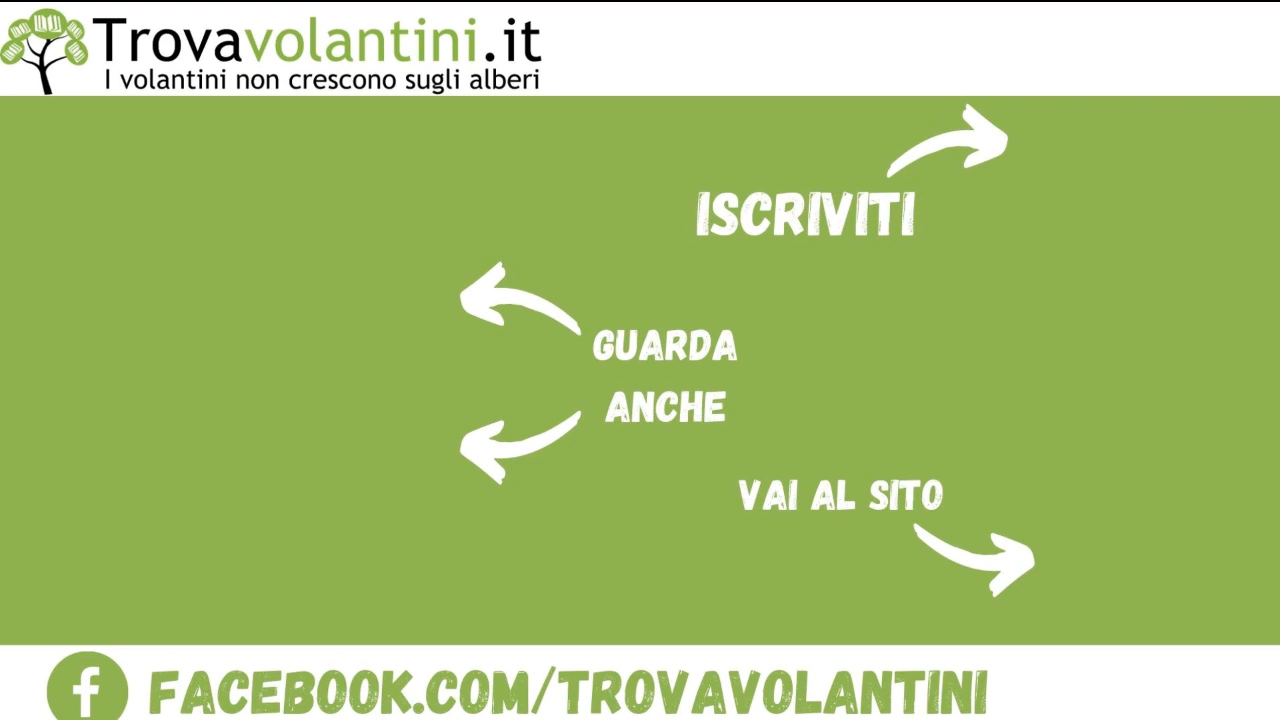 Trovavolantini.it
I volantini non crescono sugli alberi
ISCRIVITI
GUARDA
ANCHE
VAI AL SITO
FACEBOOK.COM/TROVAVOLANTINI